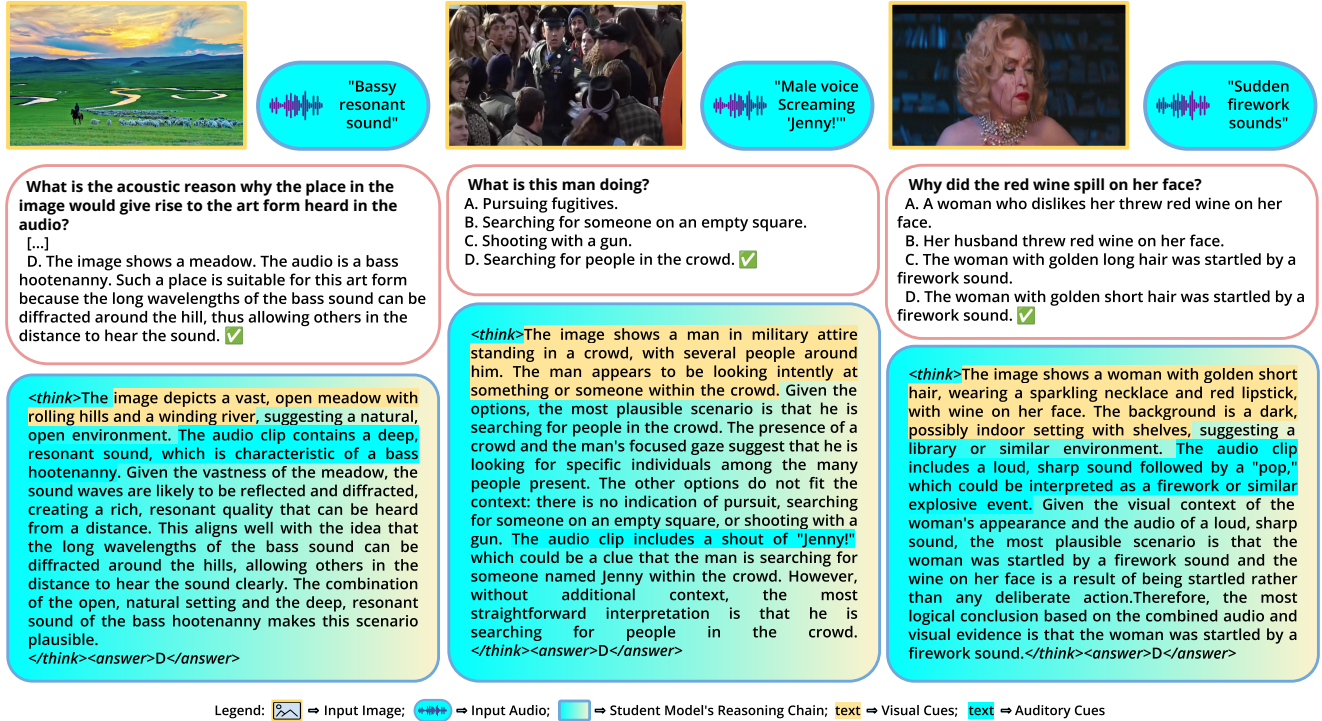 "Bassy
resonant
sound"
"Male voice
Screaming
'Jenny!'"
"Sudden
firework
sounds"
What is the acoustic reason why the place in the
image would give rise to the art form heard in the
audio?
[...]
D. The image shows a meadow. The audio is a bass
hootenanny. Such a place is suitable for this art form
because the long wavelengths of the bass sound can be
diffracted around the hill, thus allowing others in the
distance to hear the sound. ✅
<think>The image depicts a vast, open meadow with
rolling hills and a winding river, suggesting a natural,
open environment. The audio clip contains a deep,
resonant sound, which is characteristic of a bass
hootenanny. Given the vastness of the meadow, the
sound waves are likely to be reflected and diffracted,
creating a rich, resonant quality that can be heard
from a distance. This aligns well with the idea that
the long wavelengths of the bass sound can be
diffracted around the hills, allowing others in the
distance to hear the sound clearly. The combination
of the open, natural setting and the deep, resonant
sound of the bass hootenanny makes this scenario
plausible.
</think><answer>D</answer>
What is this man doing?
A. Pursuing fugitives.
B. Searching for someone on an empty square.
C. Shooting with a gun.
D. Searching for people in the crowd. ✅
<think>The image shows a man in military attire
standing in a crowd, with several people around
him. The man appears to be looking intently at
something or someone within the crowd. Given the
options, the most plausible scenario is that he is
searching for people in the crowd. The presence of a
crowd and the man's focused gaze suggest that he is
looking for specific individuals among the many
people present. The other options do not fit the
context: there is no indication of pursuit, searching
for someone on an empty square, or shooting with a
gun. The audio clip includes a shout of "Jenny!"
which could be a clue that the man is searching for
someone named Jenny within the crowd. However,
without additional context, the most
straightforward interpretation is that he is
searching for people in the crowd.
</think><answer>D</answer>
Why did the red wine spill on her face?
A. A woman who dislikes her threw red wine on her
face.
B. Her husband threw red wine on her face.
C. The woman with golden long hair was startled by a
firework sound.
D. The woman with golden short hair was startled by a
firework sound. ✅
<think>The image shows a woman with golden short
hair, wearing a sparkling necklace and red lipstick,
with wine on her face. The background is a dark,
possibly indoor setting with shelves, suggesting a
library or similar environment. The audio clip
includes a loud, sharp sound followed by a "pop,"
which could be interpreted as a firework or similar
explosive event. Given the visual context of the
woman's appearance and the audio of a loud, sharp
sound, the most plausible scenario is that the
woman was startled by a firework sound and the
wine on her face is a result of being startled rather
than any deliberate action.Therefore, the most
logical conclusion based on the combined audio and
visual evidence is that the woman was startled by a
firework sound.</think><answer>D</answer>
Legend: ⇒ Input Image; ⇒ Input Audio; ⇒ Student Model's Reasoning Chain; text ⇒ Visual Cues; text ⇒ Auditory Cues